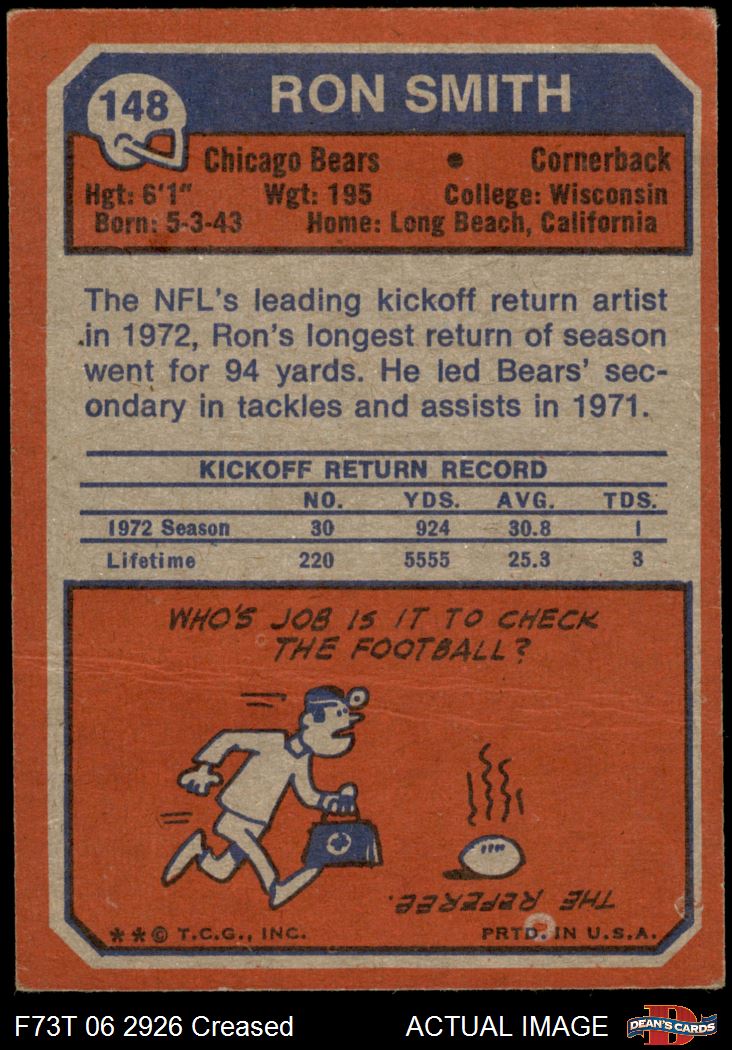 148
RON SMITH
Chicago Bears • Cornerback
Hgt: 6'1" Wgt: 195 College: Wisconsin
Born: 5-3-43 Home: Long Beach, California
The NFL's leading kickoff return artist
in 1972, Ron's longest return of season
went for 94 yards. He led Bears' sec-
ondary in tackles and assists in 1971.
KICKOFF RETURN RECORD
NO. YDS. AVG. TDS.
1972 Season 30 924 30.8 1
Lifetime 220 5555 25.3 3
WHO'S JOB IS IT TO CHECK
THE FOOTBALL?
THE REFEREE.
**© T.C.G., INC. PRTD. IN U.S.A.
F73T 06 2926 Creased ACTUAL IMAGE
D
DEAN'S CARDS